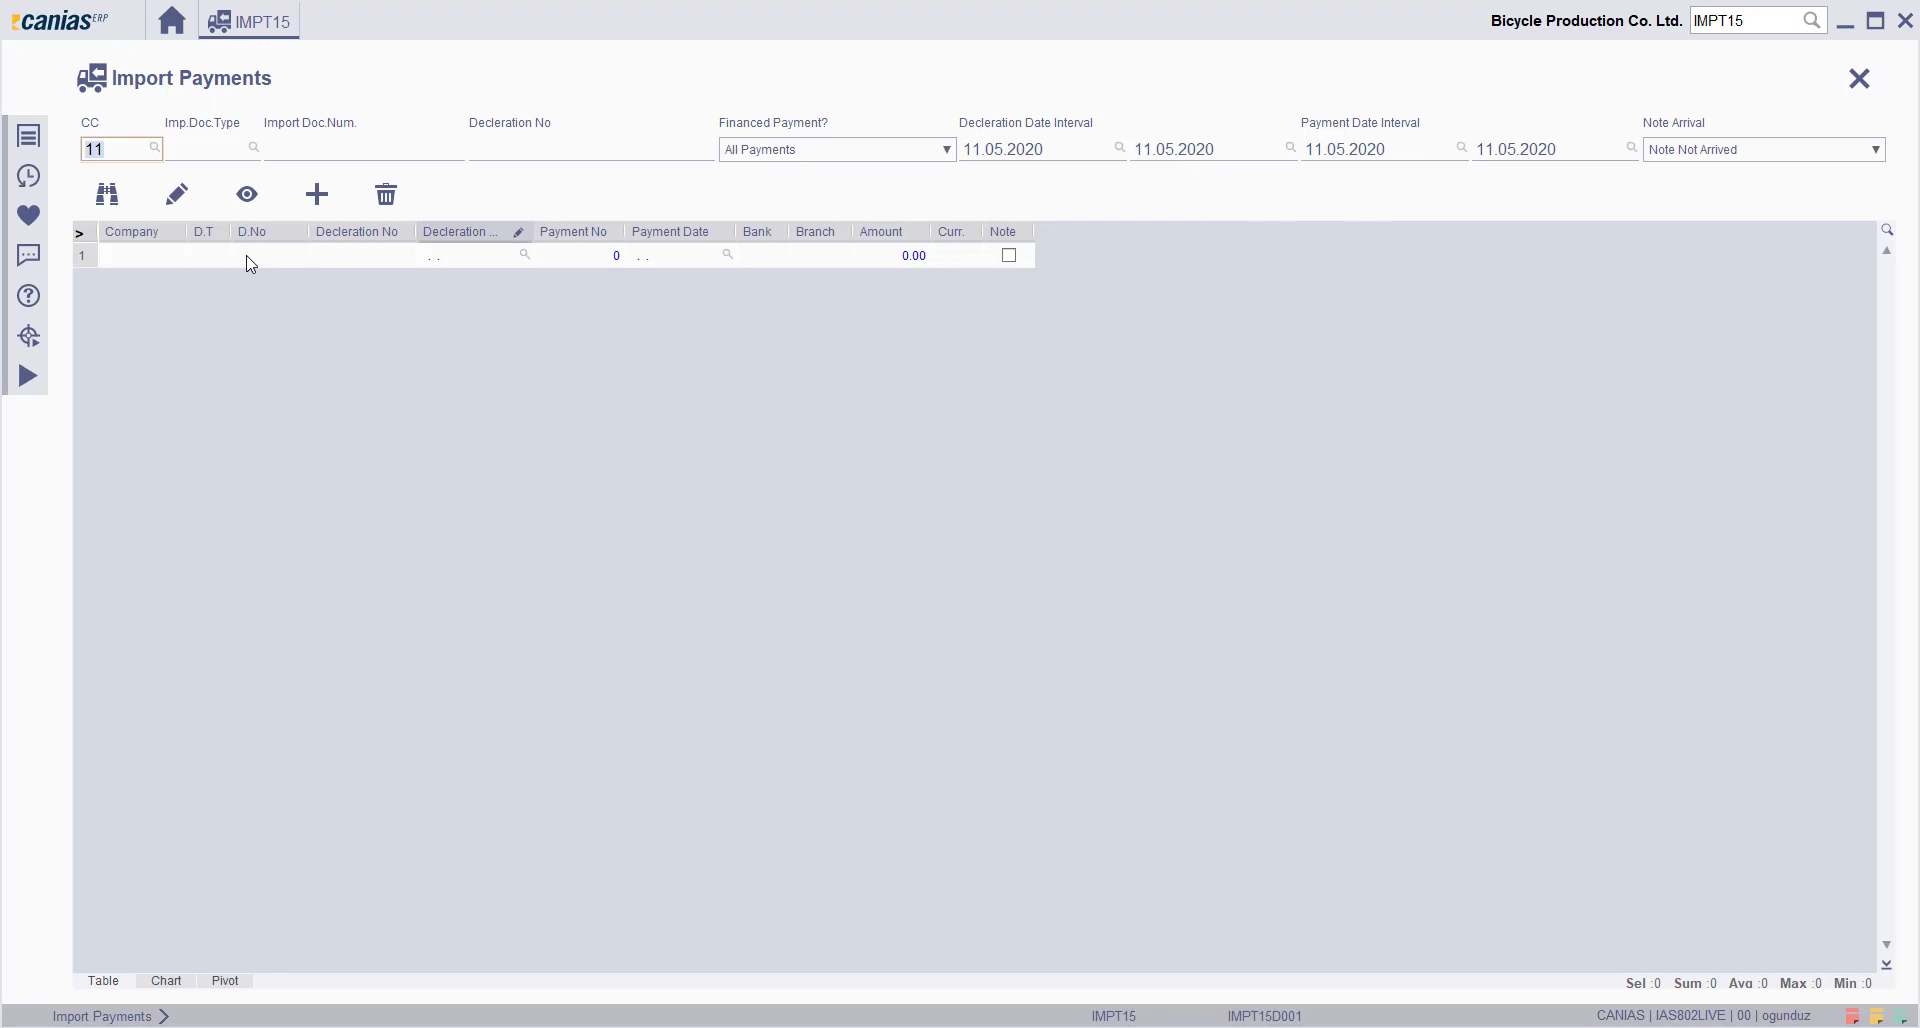 canias ERP IMPT15 Bicycle Production Co. Ltd. IMPT15
Import Payments
CC Imp.Doc.Type Import Doc.Num. Decleration No Financed Payment? Decleration Date Interval Payment Date Interval Note Arrival
11 All Payments 11.05.2020 11.05.2020 11.05.2020 11.05.2020 Note Not Arrived
> Company D.T D.No Decleration No Decleration ... Payment No Payment Date Bank Branch Amount Curr. Note
1 . . 0 . . 0.00
Table Chart Pivot Sel :0 Sum :0 Avg :0 Max :0 Min :0
Import Payments IMPT15 IMPT15D001 CANIAS | IAS802LIVE | 00 | ogunduz